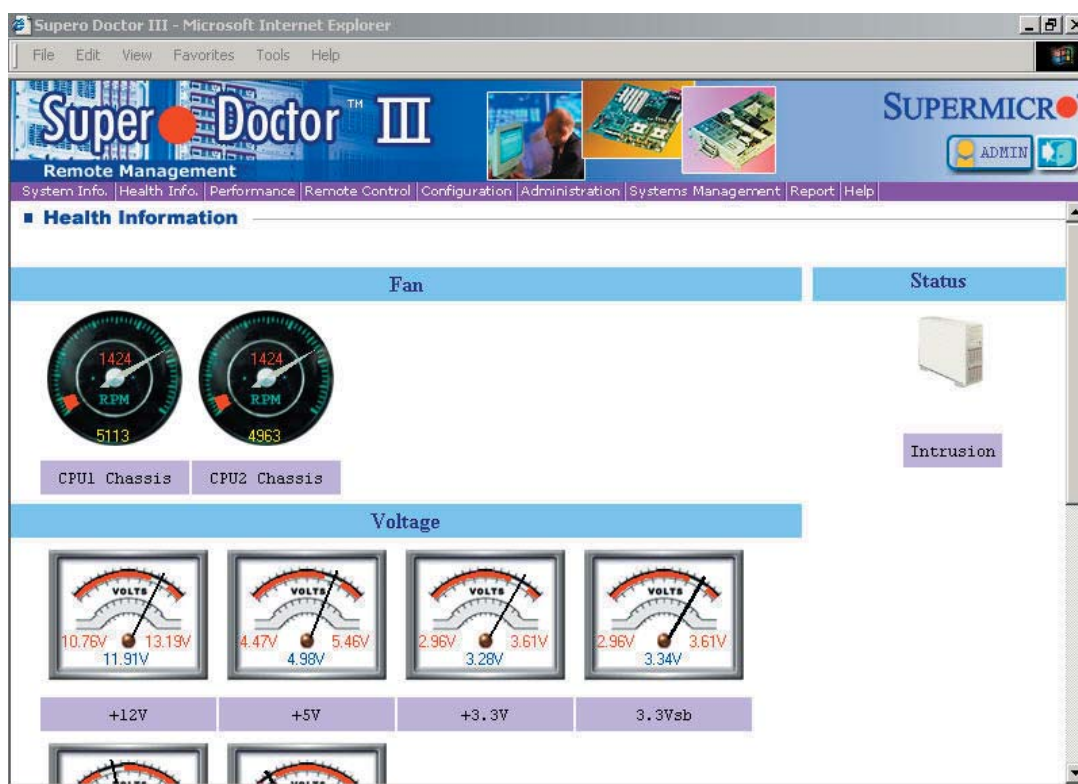 Supero Doctor III - Microsoft Internet Explorer
File Edit View Favorites Tools Help
Super Doctor™ III
SUPERMICR
ADMIN
Remote Management
System Info. Health Info. Performance Remote Control Configuration Administration Systems Management Report Help
Health Information
Fan
Status
1424 1424
RPM RPM
5113 4963
Intrusion
CPU1 Chassis CPU2 Chassis
Voltage
VOLTS VOLTS VOLTS VOLTS
10.76V 13.19V 4.47V 5.46V 2.96V 3.61V 2.96V 3.61V
11.91V 4.98V 3.28V 3.34V
+12V +5V +3.3V 3.3Vsb